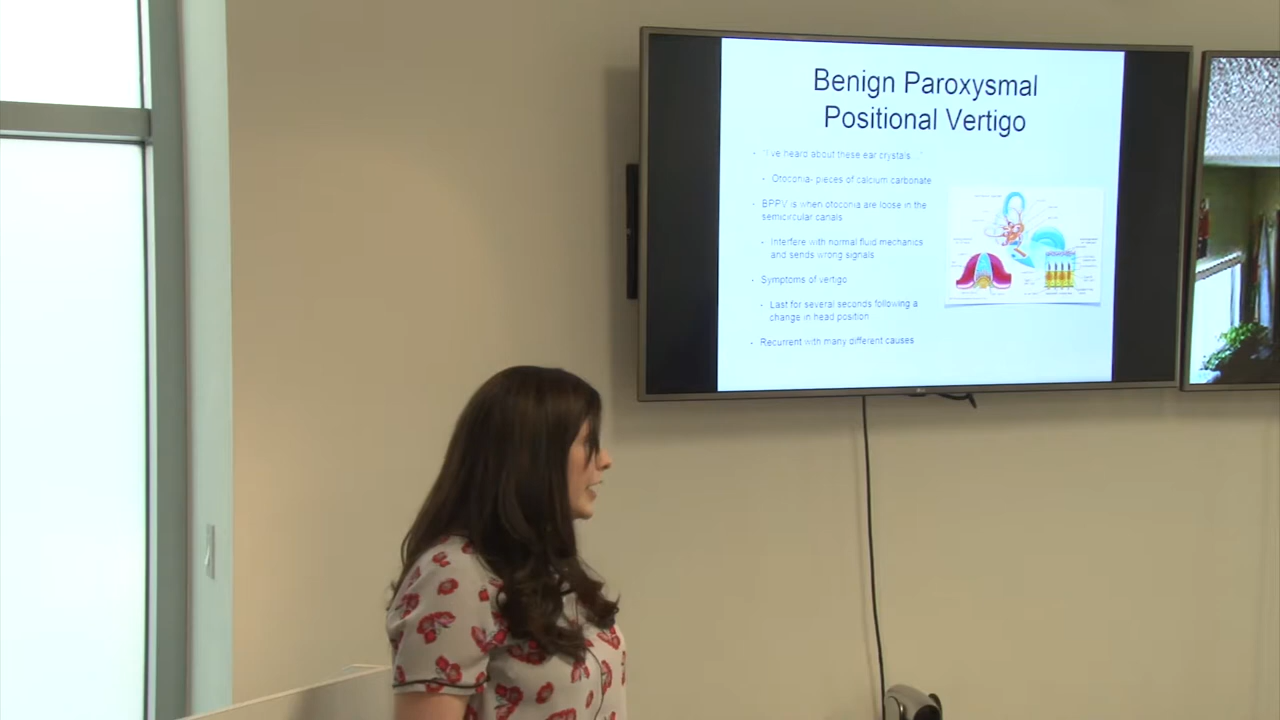 Benign Paroxysmal
Positional Vertigo
"I've heard about these ear crystals..."
Otoconia- pieces of calcium carbonate
BPPV is when otoconia are loose in the
semicircular canals
Interfere with normal fluid mechanics
and sends wrong signals
Symptoms of vertigo
Last for several seconds following a
change in head position
Recurrent with many different causes
LG